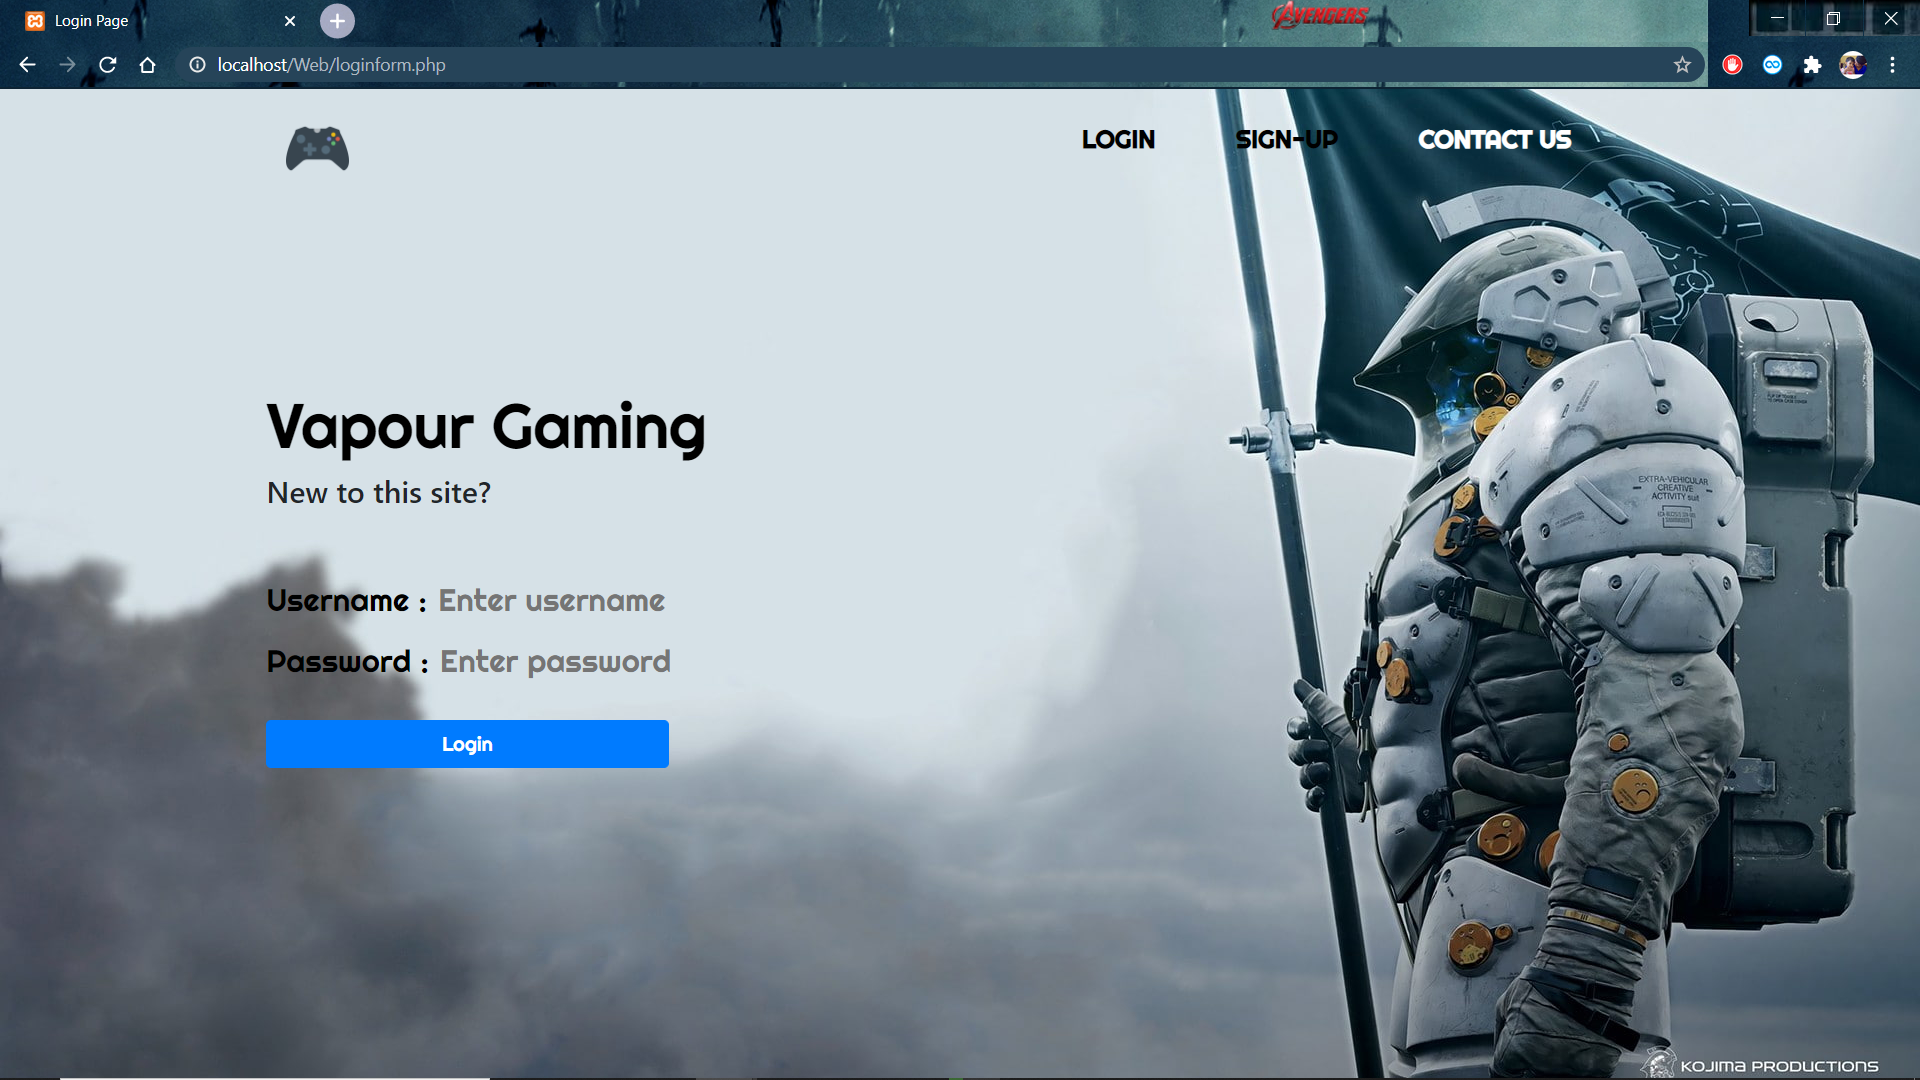 Login Page
AVENGERS
localhost/Web/loginform.php
LOGIN
SIGN-UP
CONTACT US
Vapour Gaming
New to this site?
Username : Enter username
Password : Enter password
Login
EXTRA-VEHICULAR
CREATIVE
ACTIVITY suit
KOJIMA PRODUCTIONS